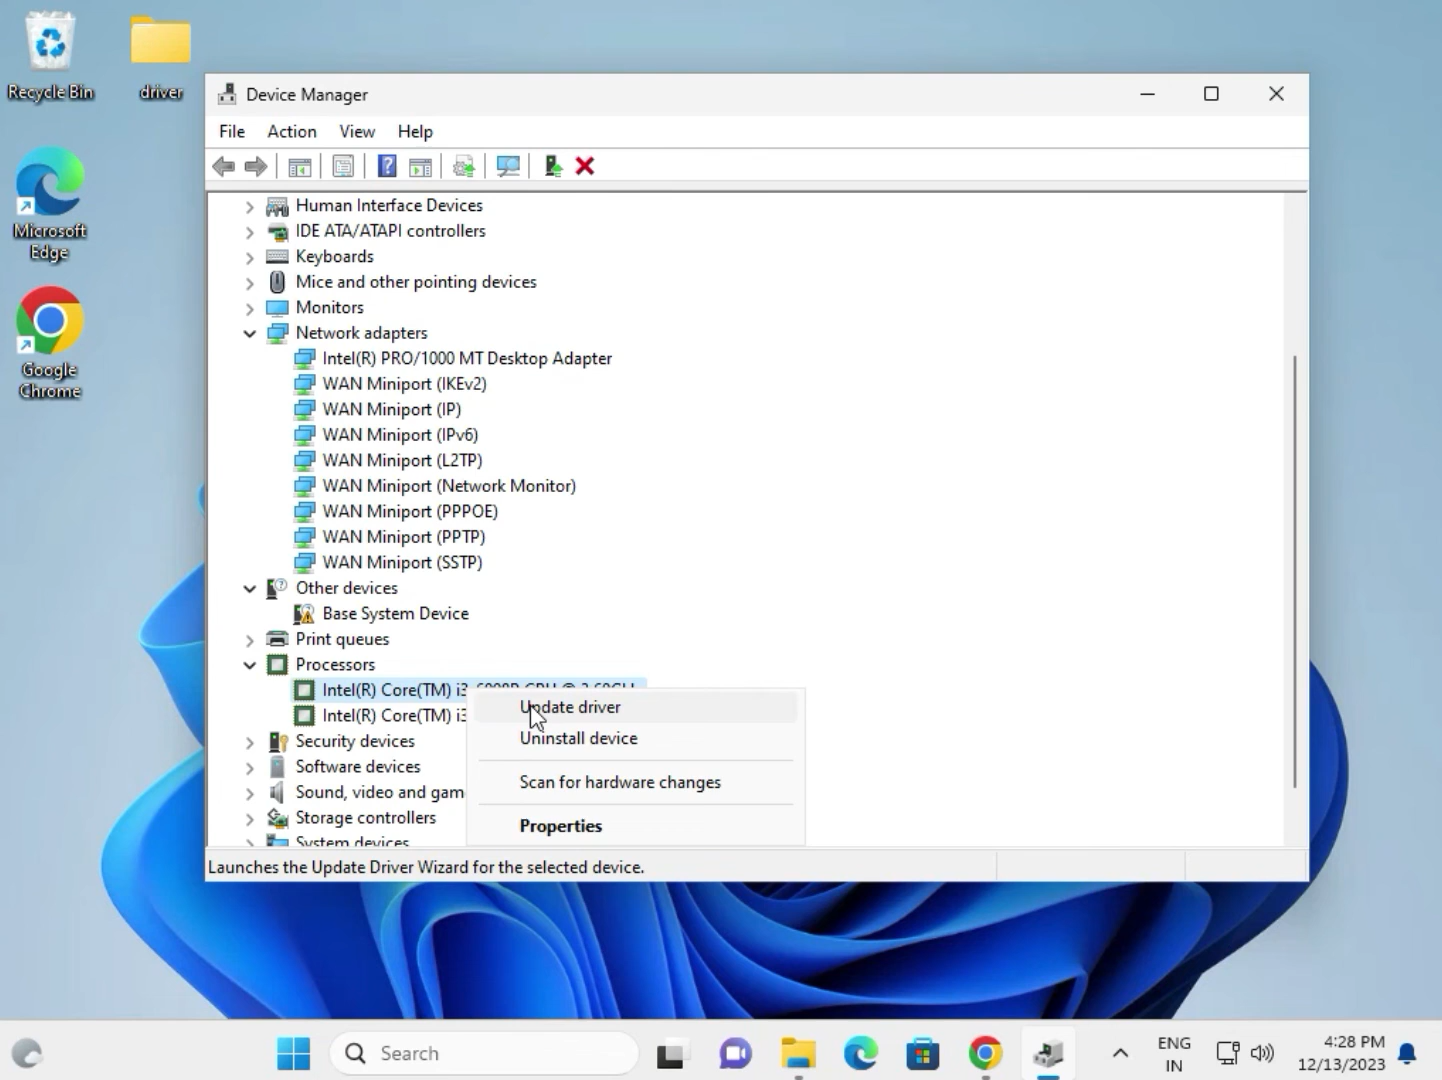 Recycle Bin
driver
Microsoft
Edge
Google
Chrome
Device Manager
File Action View Help
Human Interface Devices
IDE ATA/ATAPI controllers
Keyboards
Mice and other pointing devices
Monitors
Network adapters
Intel(R) PRO/1000 MT Desktop Adapter
WAN Miniport (IKEv2)
WAN Miniport (IP)
WAN Miniport (IPv6)
WAN Miniport (L2TP)
WAN Miniport (Network Monitor)
WAN Miniport (PPPOE)
WAN Miniport (PPTP)
WAN Miniport (SSTP)
Other devices
Base System Device
Print queues
Processors
Intel(R) Core(TM)
Intel(R) Core(TM)
Security devices
Software devices
Sound, video and gam
Storage controllers
System devices
Update driver
Uninstall device
Scan for hardware changes
Properties
Launches the Update Driver Wizard for the selected device.
Search
ENG
IN
4:28 PM
12/13/2023